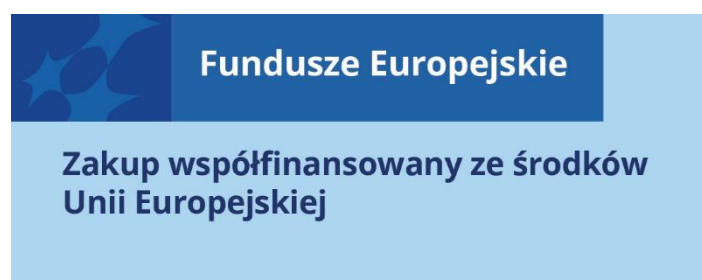 Fundusze Europejskie
Zakup współfinansowany ze środków
Unii Europejskiej